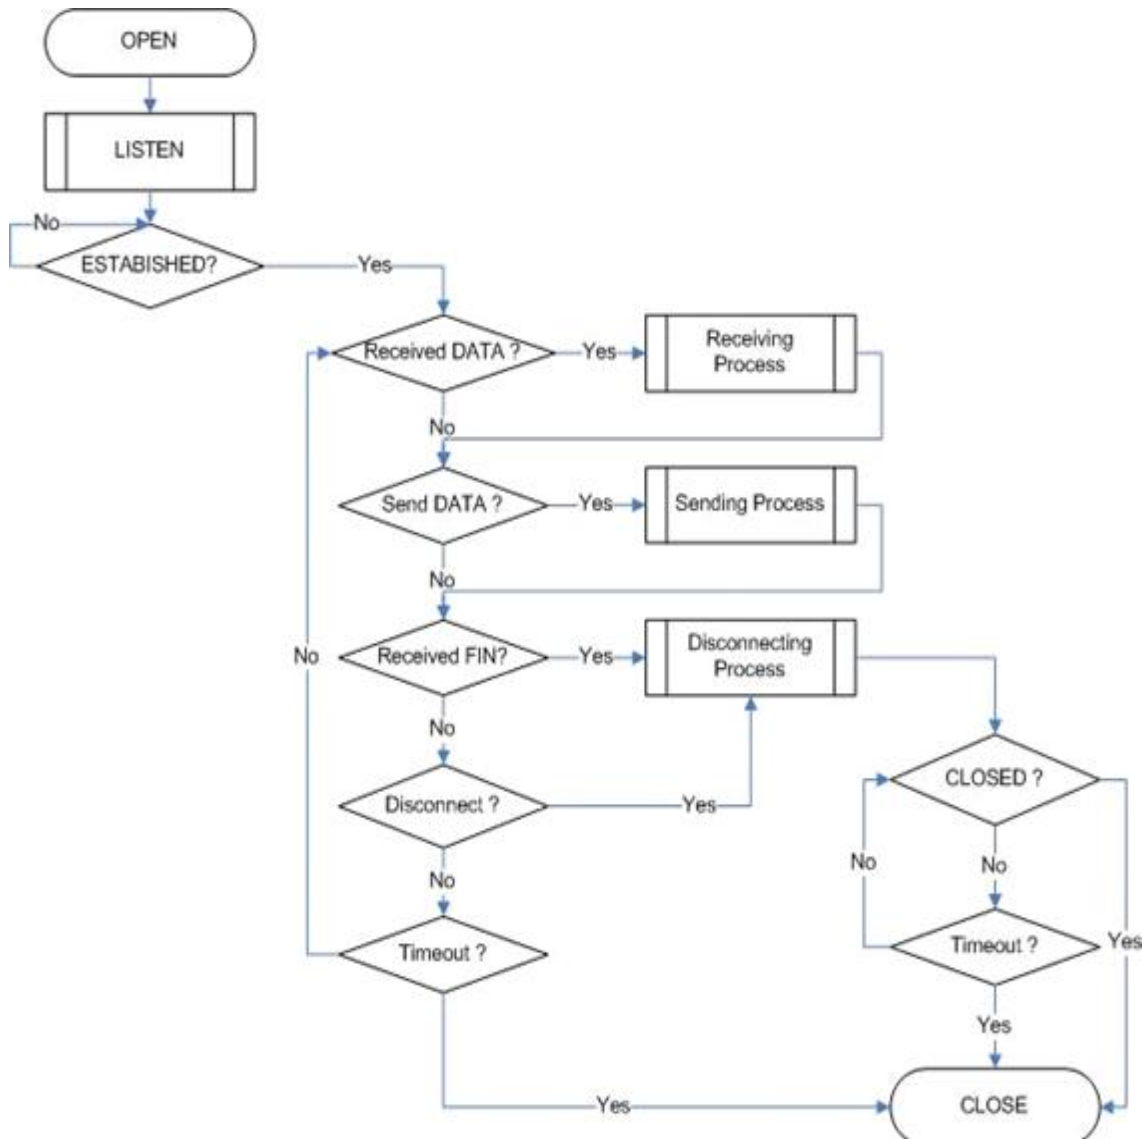 OPEN
LISTEN
No
ESTABISHED?
Yes
Received DATA ?
Yes
Receiving
Process
No
Send DATA ?
Yes
Sending Process
No
Received FIN?
Yes
Disconnecting
Process
No
No
Disconnect ?
Yes
CLOSED ?
No
No
No
Timeout ?
Timeout ?
Yes
Yes
Yes
CLOSE